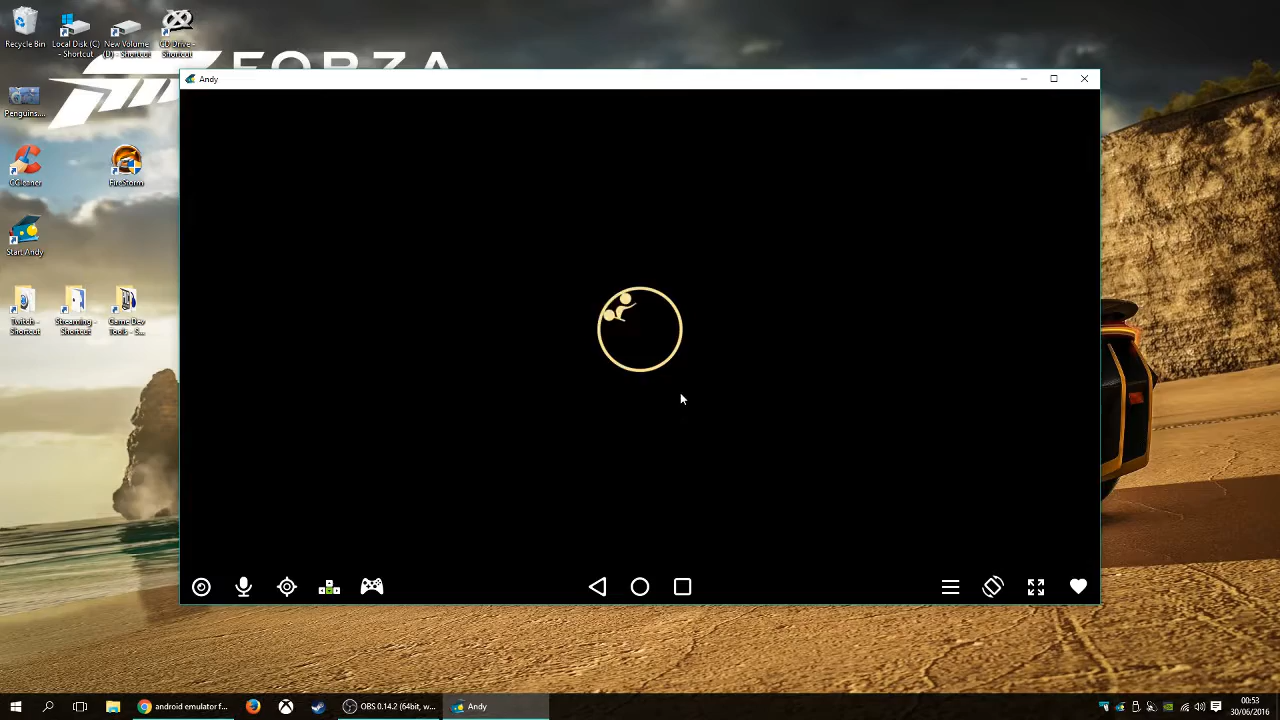 Recycle Bin
Local Disk (C)
- Shortcut
New Volume
(D) - Shortcut
CD Drive -
Shortcut
FORZA
Andy
Penguins....
CCleaner
FireStorm
Start Andy
Twitch -
Shortcut
Streaming -
Shortcut
Game Dev
Tools - S...
android emulator f...
OBS 0.14.2 (64bit, w...
Andy
00:53
30/06/2016